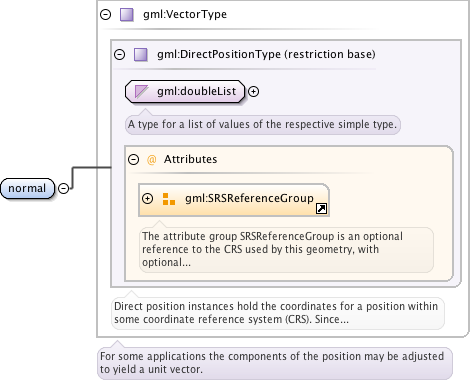 gml:VectorType
gml:DirectPositionType (restriction base)
gml:doubleList
A type for a list of values of the respective simple type.
@ Attributes
normal
gml:SRSReferenceGroup
The attribute group SRSReferenceGroup is an optional
reference to the CRS used by this geometry, with
optional...
Direct position instances hold the coordinates for a position within
some coordinate reference system (CRS). Since...
For some applications the components of the position may be adjusted
to yield a unit vector.